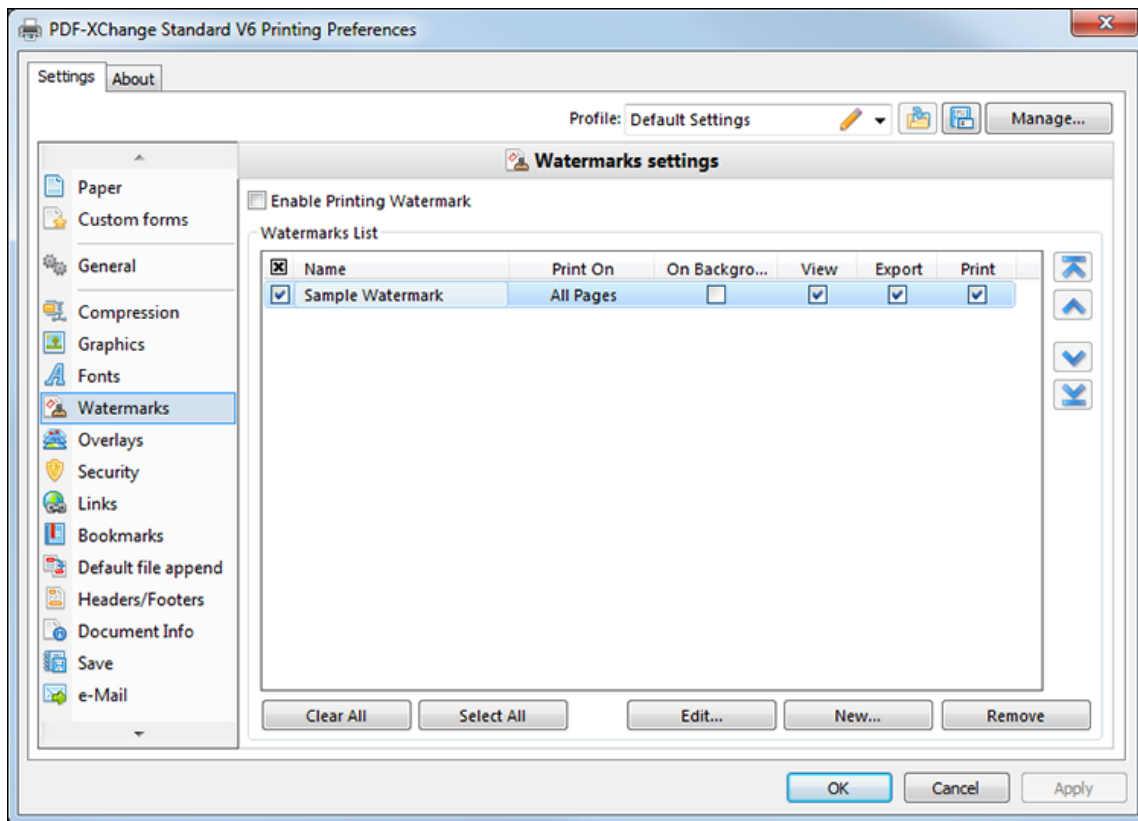 PDF-XChange Standard V6 Printing Preferences
Settings About
Profile: Default Settings Manage...
Watermarks settings
Paper
Custom forms
General
Compression
Graphics
Fonts
Watermarks
Overlays
Security
Links
Bookmarks
Default file append
Headers/Footers
Document Info
Save
e-Mail
Enable Printing Watermark
Watermarks List
Name Print On On Backgro... View Export Print
Sample Watermark All Pages
Clear All Select All Edit... New... Remove
OK Cancel Apply